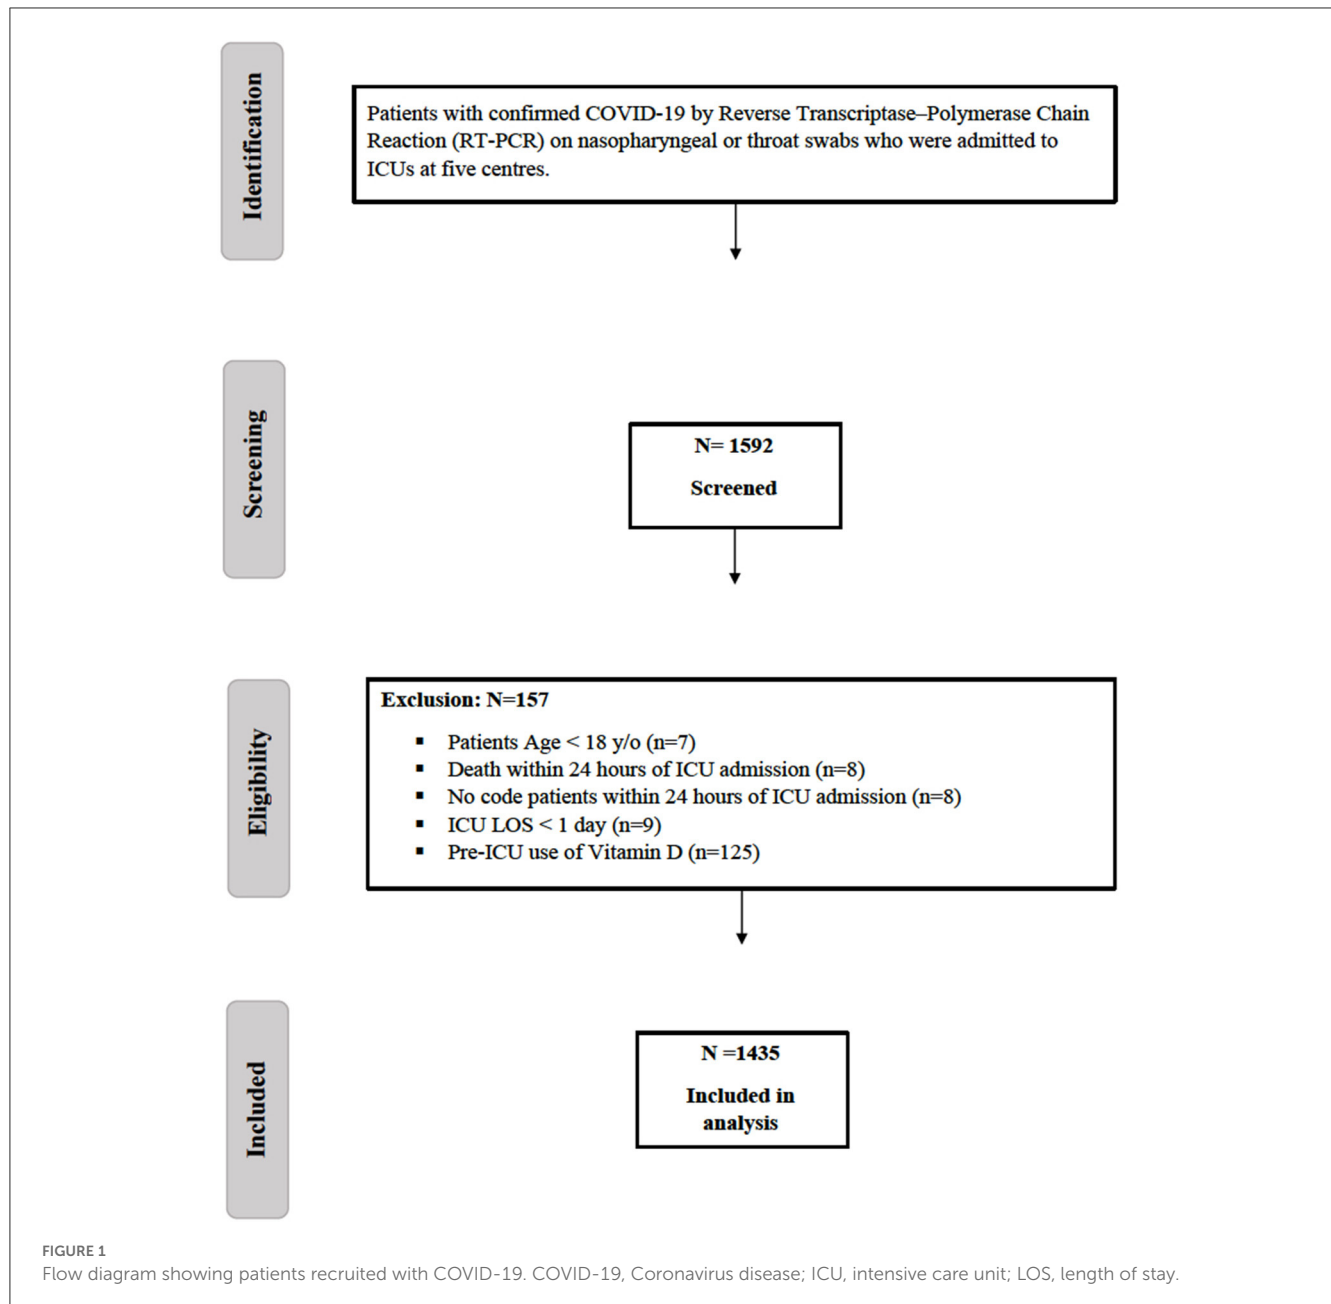 Identification
Patients with confirmed COVID-19 by Reverse Transcriptase–Polymerase Chain
Reaction (RT-PCR) on nasopharyngeal or throat swabs who were admitted to
ICUs at five centres.
Screening
N= 1592
Screened
Eligibility
Exclusion: N=157
▪ Patients Age < 18 y/o (n=7)
▪ Death within 24 hours of ICU admission (n=8)
▪ No code patients within 24 hours of ICU admission (n=8)
▪ ICU LOS < 1 day (n=9)
▪ Pre-ICU use of Vitamin D (n=125)
Included
N =1435
Included in
analysis
FIGURE 1
Flow diagram showing patients recruited with COVID-19. COVID-19, Coronavirus disease; ICU, intensive care unit; LOS, length of stay.